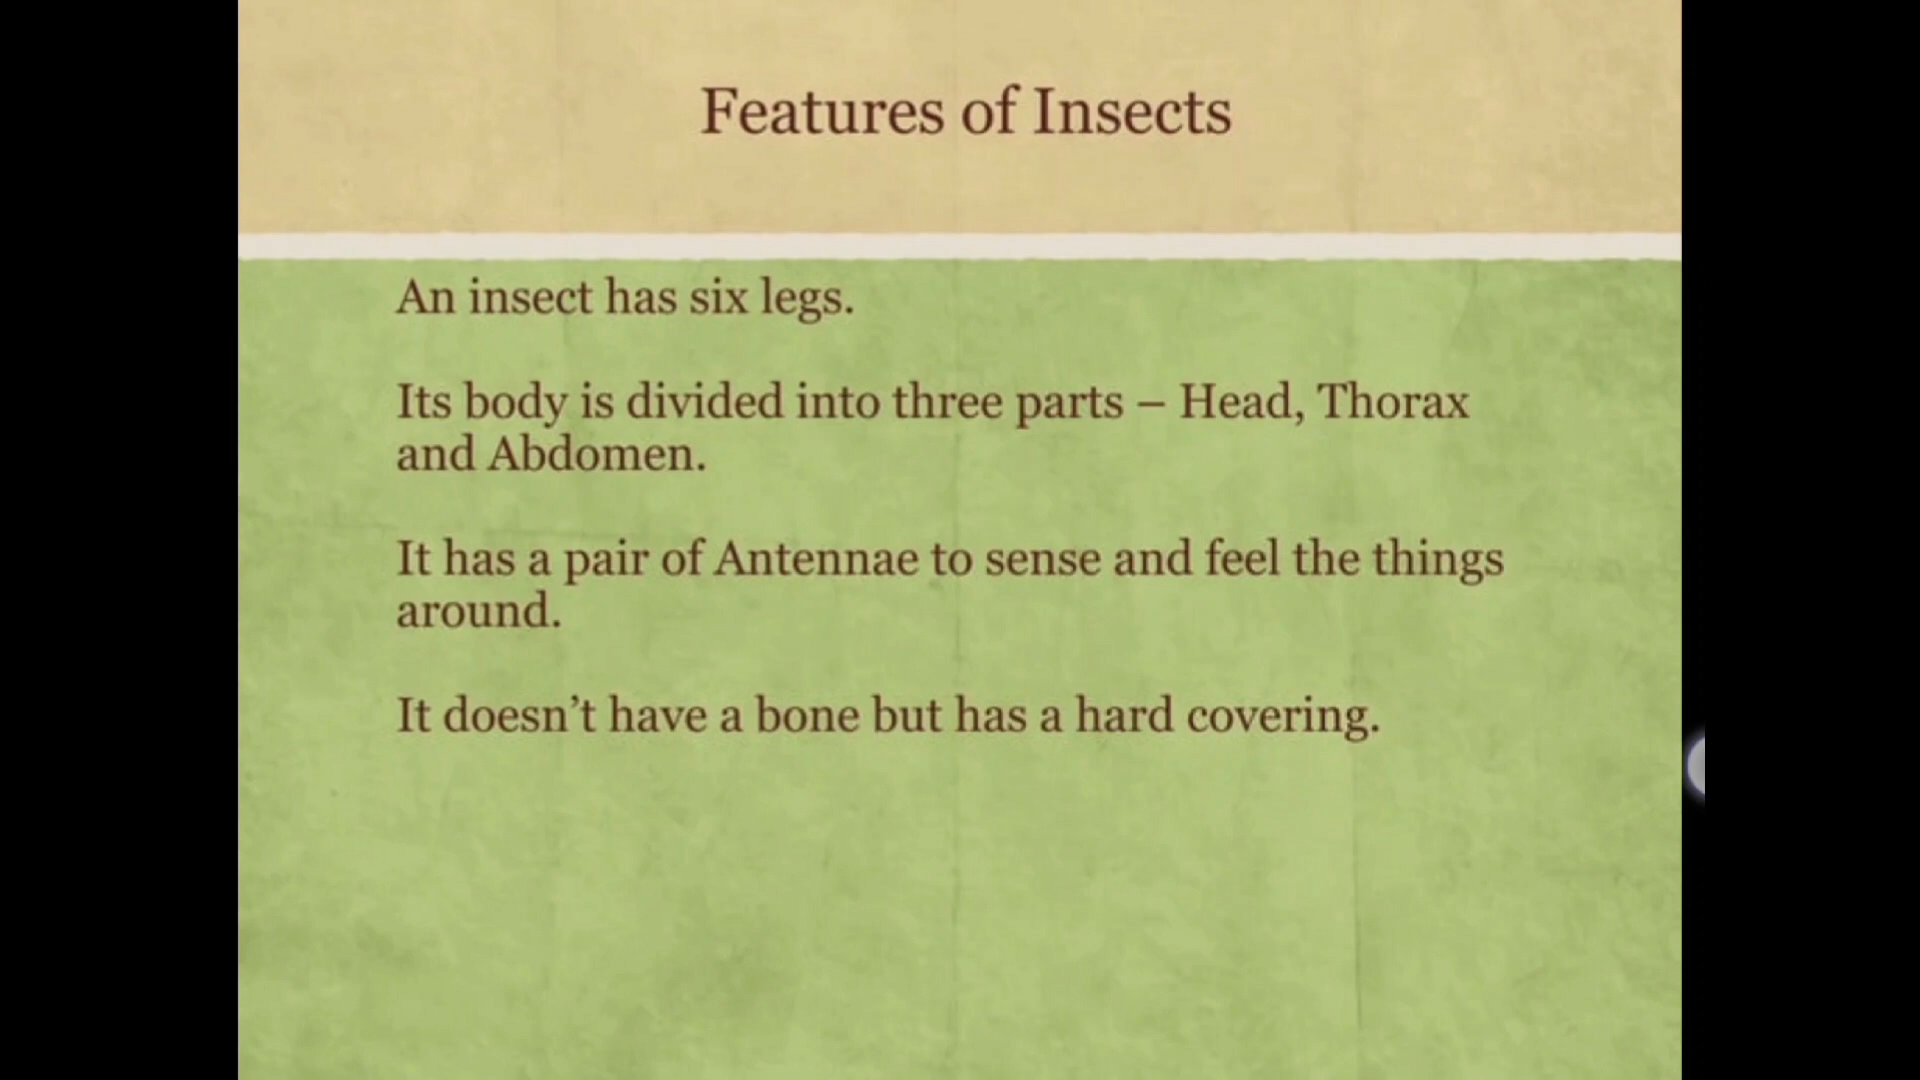 Features of Insects
An insect has six legs.
Its body is divided into three parts – Head, Thorax
and Abdomen.
It has a pair of Antennae to sense and feel the things
around.
It doesn’t have a bone but has a hard covering.